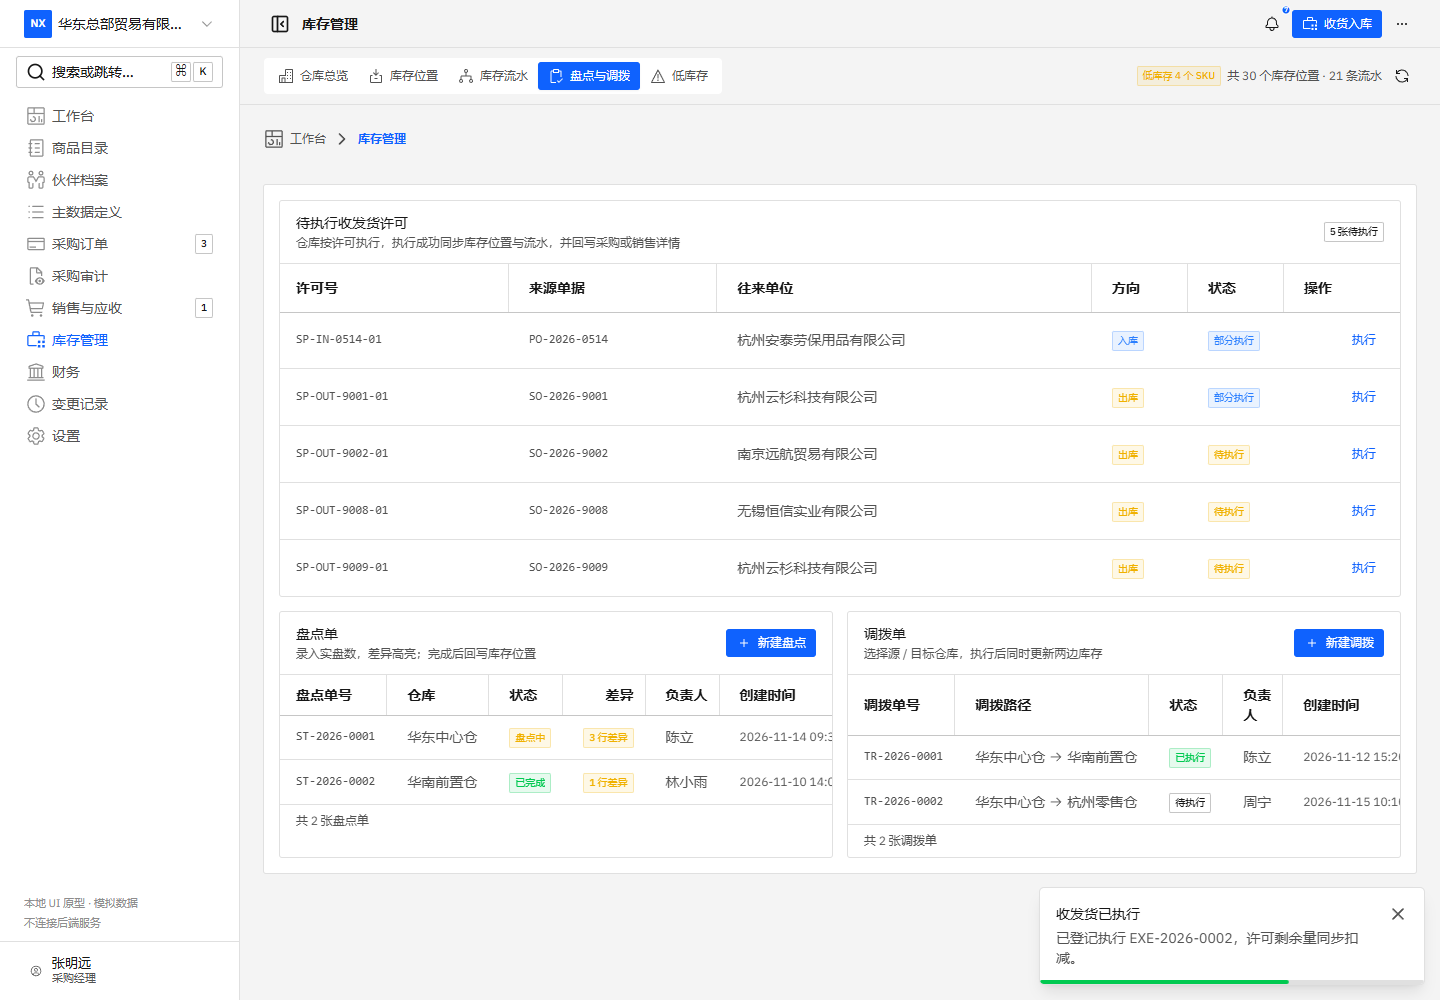 NX 华东总部贸易有限...
库存管理
7
收货入库
搜索或跳转... ⌘ K
工作台
商品目录
伙伴档案
主数据定义
采购订单 3
采购审计
销售与应收 1
库存管理
财务
变更记录
设置
本地 UI 原型 · 模拟数据
不连接后端服务
张明远
采购经理
仓库总览 库存位置 库存流水 盘点与调拨 低库存
低库存 4 个 SKU 共 30 个库存位置 · 21 条流水
工作台 库存管理
待执行收发货许可
仓库按许可执行，执行成功同步库存位置与流水，并回写采购或销售详情
5 张待执行
许可号 来源单据 往来单位 方向 状态 操作
SP-IN-0514-01 PO-2026-0514 杭州安泰劳保用品有限公司 入库 部分执行 执行
SP-OUT-9001-01 SO-2026-9001 杭州云杉科技有限公司 出库 部分执行 执行
SP-OUT-9002-01 SO-2026-9002 南京远航贸易有限公司 出库 待执行 执行
SP-OUT-9008-01 SO-2026-9008 无锡恒信实业有限公司 出库 待执行 执行
SP-OUT-9009-01 SO-2026-9009 杭州云杉科技有限公司 出库 待执行 执行
盘点单
录入实盘数，差异高亮；完成后回写库存位置
新建盘点
盘点单号 仓库 状态 差异 负责人 创建时间
ST-2026-0001 华东中心仓 盘点中 3 行差异 陈立 2026-11-14 09:3
ST-2026-0002 华南前置仓 已完成 1 行差异 林小雨 2026-11-10 14:0
共 2 张盘点单
调拨单
选择源 / 目标仓库，执行后同时更新两边库存
新建调拨
调拨单号 调拨路径 状态 负责人 创建时间
TR-2026-0001 华东中心仓 → 华南前置仓 已执行 陈立 2026-11-12 15:20
TR-2026-0002 华东中心仓 → 杭州零售仓 待执行 周宁 2026-11-15 10:10
共 2 张调拨单
收发货已执行
已登记执行 EXE-2026-0002，许可剩余量同步扣
减。